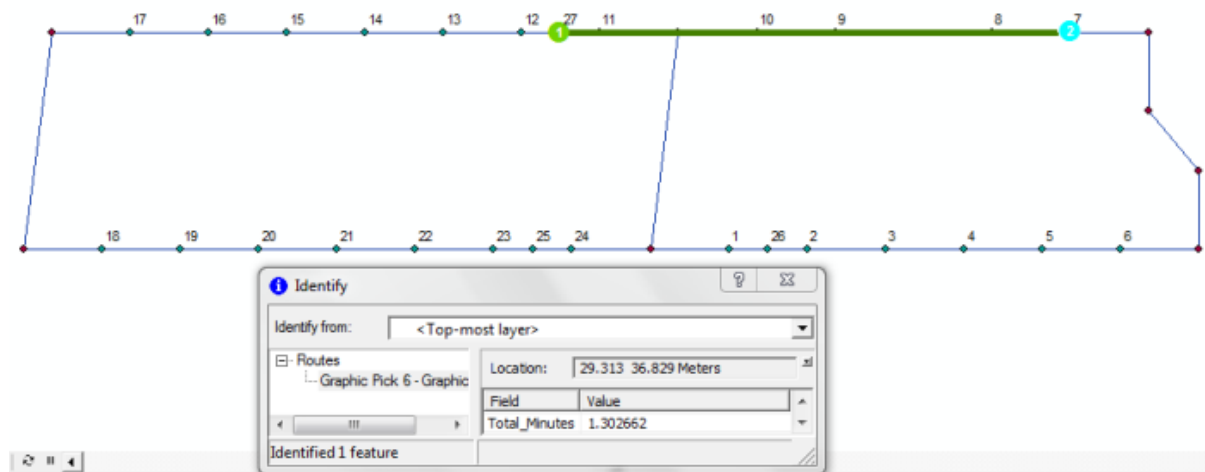 17 16 15 14 13 12 27 11 10 9 8 7
1 2
18 19 20 21 22 23 25 24 1 26 2 3 4 5 6
Identify
Identify from: <Top-most layer>
Routes
Graphic Pick 6 - Graphic
Location: 29.313 36.829 Meters
Field Value
Total_Minutes 1.302662
Identified 1 feature